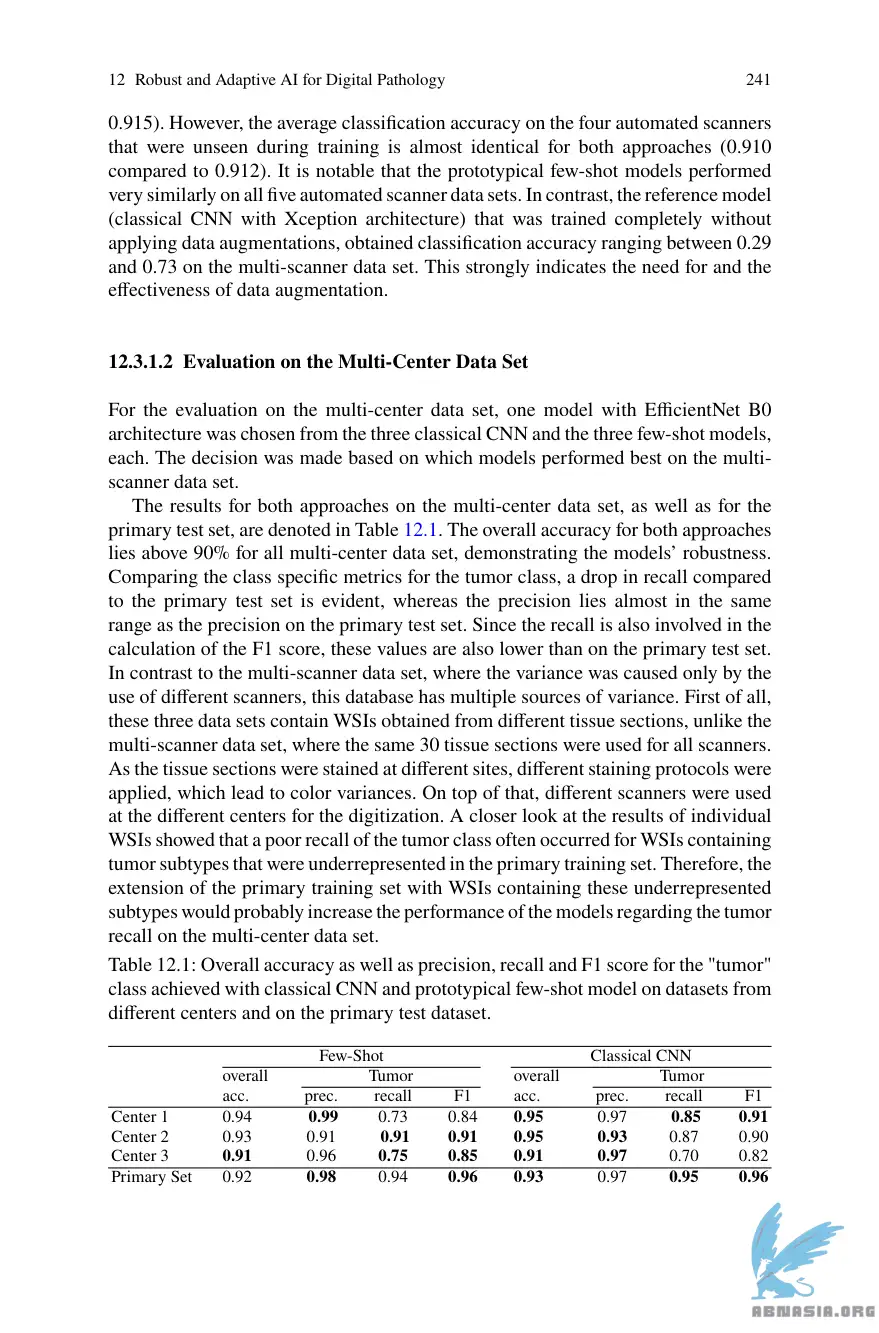 12 Robust and Adaptive AI for Digital Pathology 241
0.915). However, the average classification accuracy on the four automated scanners
that were unseen during training is almost identical for both approaches (0.910
compared to 0.912). It is notable that the prototypical few-shot models performed
very similarly on all five automated scanner data sets. In contrast, the reference model
(classical CNN with Xception architecture) that was trained completely without
applying data augmentations, obtained classification accuracy ranging between 0.29
and 0.73 on the multi-scanner data set. This strongly indicates the need for and the
effectiveness of data augmentation.
12.3.1.2 Evaluation on the Multi-Center Data Set
For the evaluation on the multi-center data set, one model with EfficientNet B0
architecture was chosen from the three classical CNN and the three few-shot models,
each. The decision was made based on which models performed best on the multi-
scanner data set.
The results for both approaches on the multi-center data set, as well as for the
primary test set, are denoted in Table 12.1. The overall accuracy for both approaches
lies above 90% for all multi-center data set, demonstrating the models' robustness.
Comparing the class specific metrics for the tumor class, a drop in recall compared
to the primary test set is evident, whereas the precision lies almost in the same
range as the precision on the primary test set. Since the recall is also involved in the
calculation of the F1 score, these values are also lower than on the primary test set.
In contrast to the multi-scanner data set, where the variance was caused only by the
use of different scanners, this database has multiple sources of variance. First of all,
these three data sets contain WSIs obtained from different tissue sections, unlike the
multi-scanner data set, where the same 30 tissue sections were used for all scanners.
As the tissue sections were stained at different sites, different staining protocols were
applied, which lead to color variances. On top of that, different scanners were used
at the different centers for the digitization. A closer look at the results of individual
WSIs showed that a poor recall of the tumor class often occurred for WSIs containing
tumor subtypes that were underrepresented in the primary training set. Therefore, the
extension of the primary training set with WSIs containing these underrepresented
subtypes would probably increase the performance of the models regarding the tumor
recall on the multi-center data set.
Table 12.1: Overall accuracy as well as precision, recall and F1 score for the "tumor"
class achieved with classical CNN and prototypical few-shot model on datasets from
different centers and on the primary test dataset.
Few-Shot Classical CNN
overall Tumor overall Tumor
acc. prec. recall F1 acc. prec. recall F1
Center 1 0.94 0.99 0.73 0.84 0.95 0.97 0.85 0.91
Center 2 0.93 0.91 0.91 0.91 0.95 0.93 0.87 0.90
Center 3 0.91 0.96 0.75 0.85 0.91 0.97 0.70 0.82
Primary Set 0.92 0.98 0.94 0.96 0.93 0.97 0.95 0.96
ABNASIA.ORG